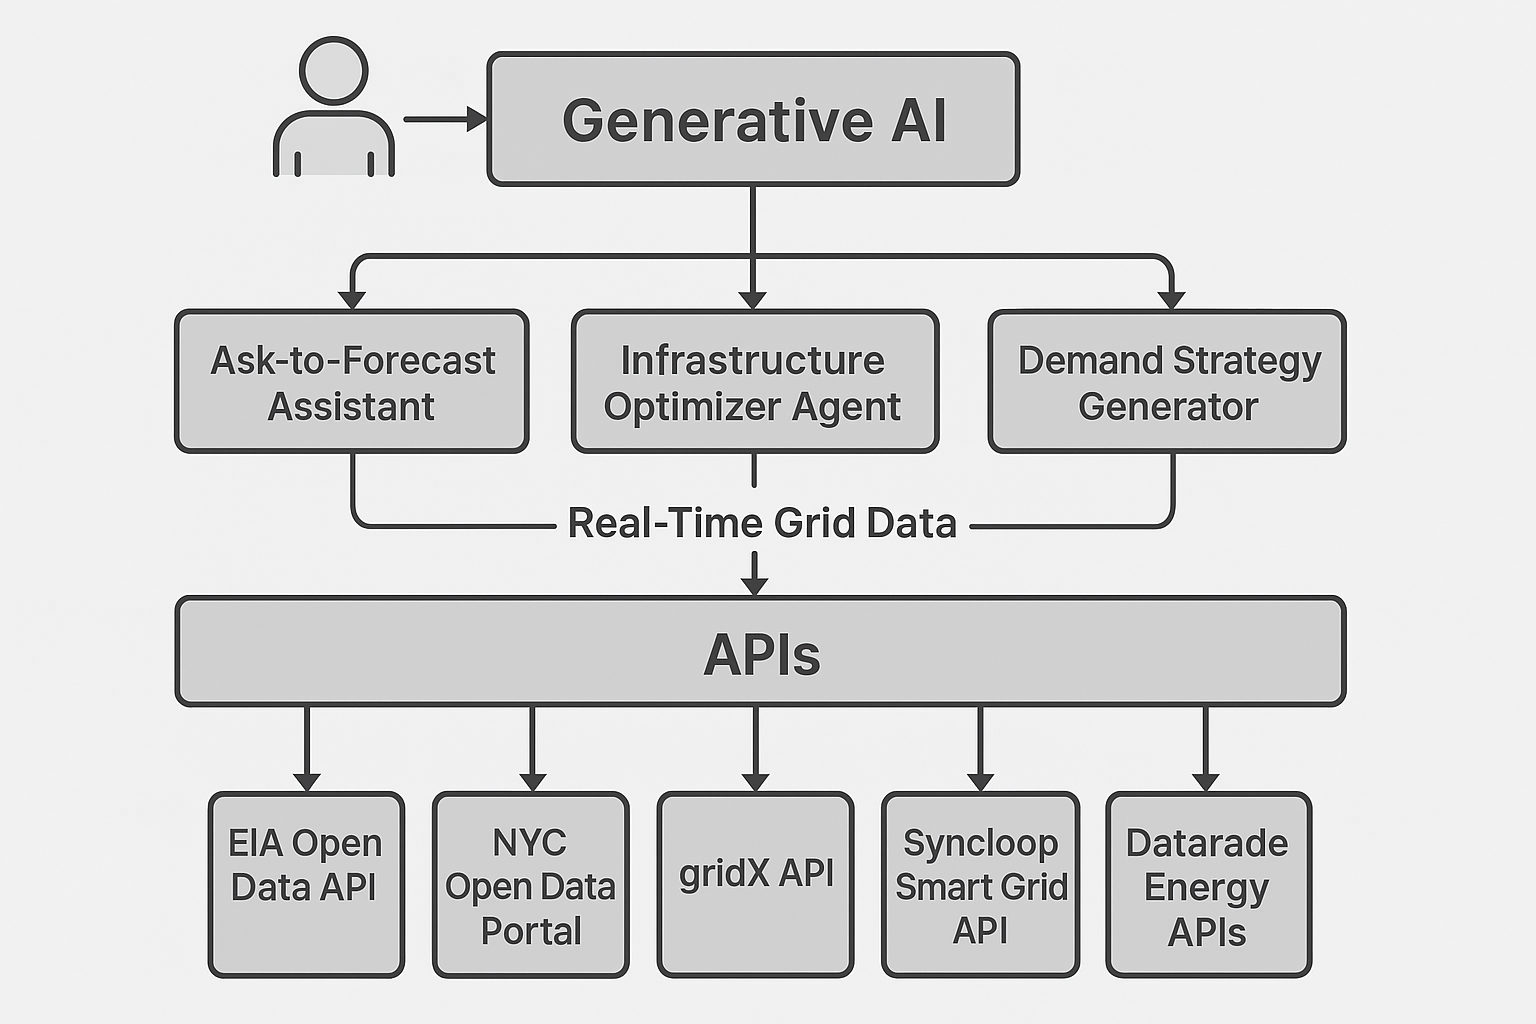 Generative AI
Ask-to-Forecast
Assistant
Infrastructure
Optimizer Agent
Demand Strategy
Generator
Real-Time Grid Data
APIs
EIA Open
Data API
NYC
Open Data
Portal
gridX API
Syncloop
Smart Grid
API
Datarade
Energy
APIs